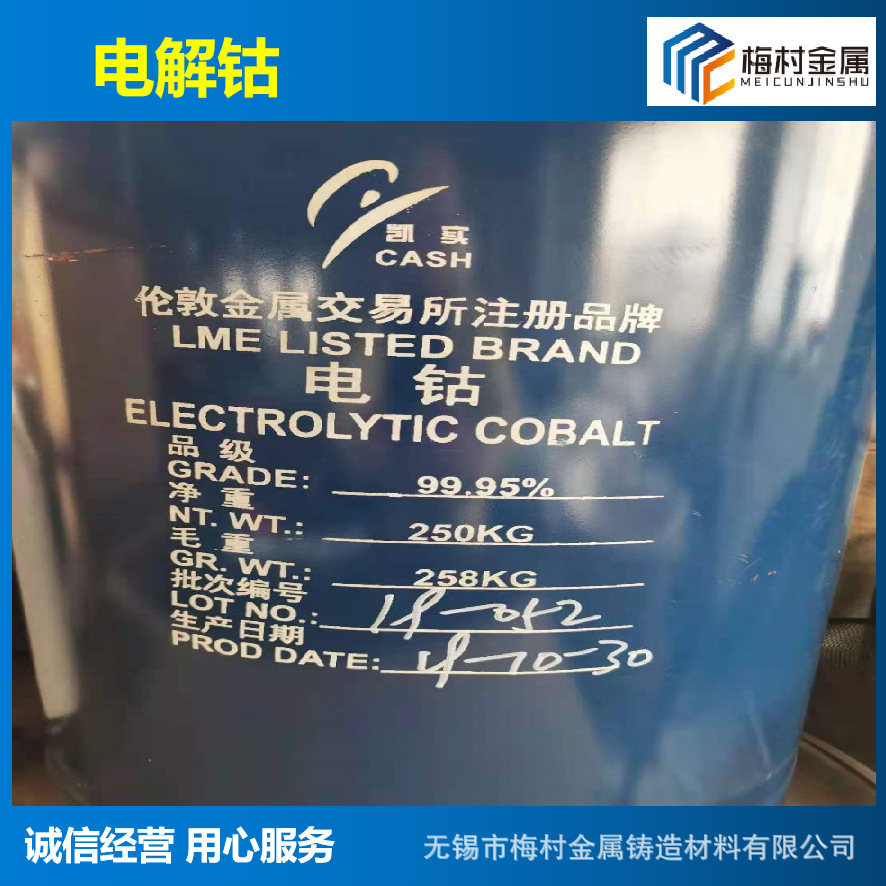 电解钴
梅村金属
MEICUNJINSHU
凯实
CASH
伦敦金属交易所注册品牌
LME LISTED BRAND
电 钴
ELECTROLYTIC COBALT
品 级
GRADE: 99.95%
净 重
NT. WT.: 250KG
毛 重
GR. WT.: 258KG
批次编号
LOT NO.: 19-052
生产日期
PROD DATE: 19-10-30
诚信经营 用心服务
无锡市梅村金属铸造材料有限公司